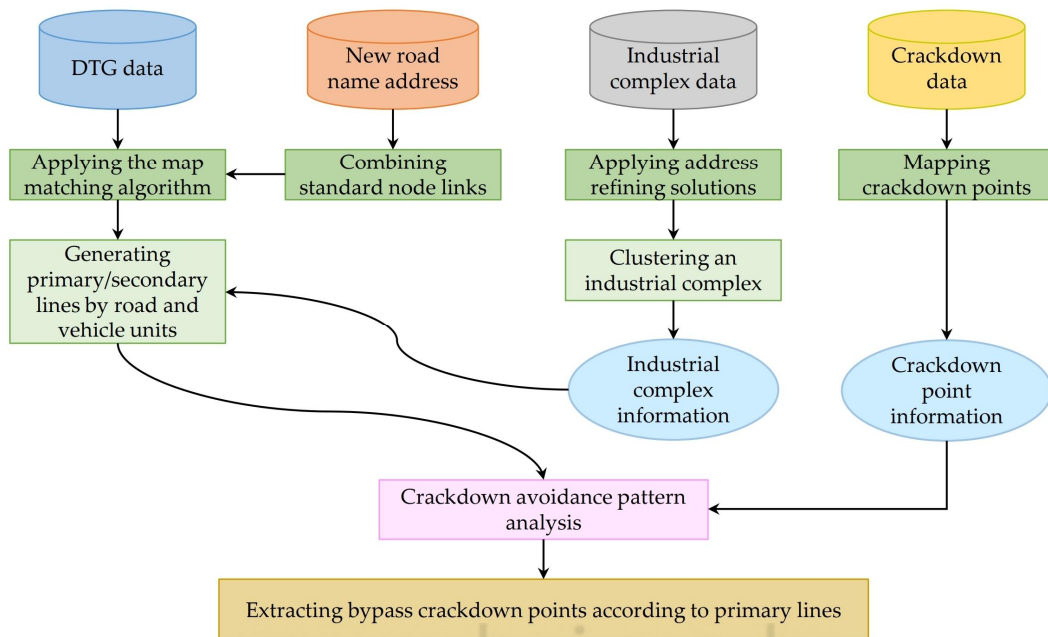 DTG data
New road
name address
Industrial
complex data
Crackdown
data
Applying the map
matching algorithm
Combining
standard node links
Applying address
refining solutions
Mapping
crackdown points
Generating
primary/secondary
lines by road and
vehicle units
Clustering an
industrial complex
Industrial
complex
information
Crackdown
point
information
Crackdown avoidance pattern
analysis
Extracting bypass crackdown points according to primary lines